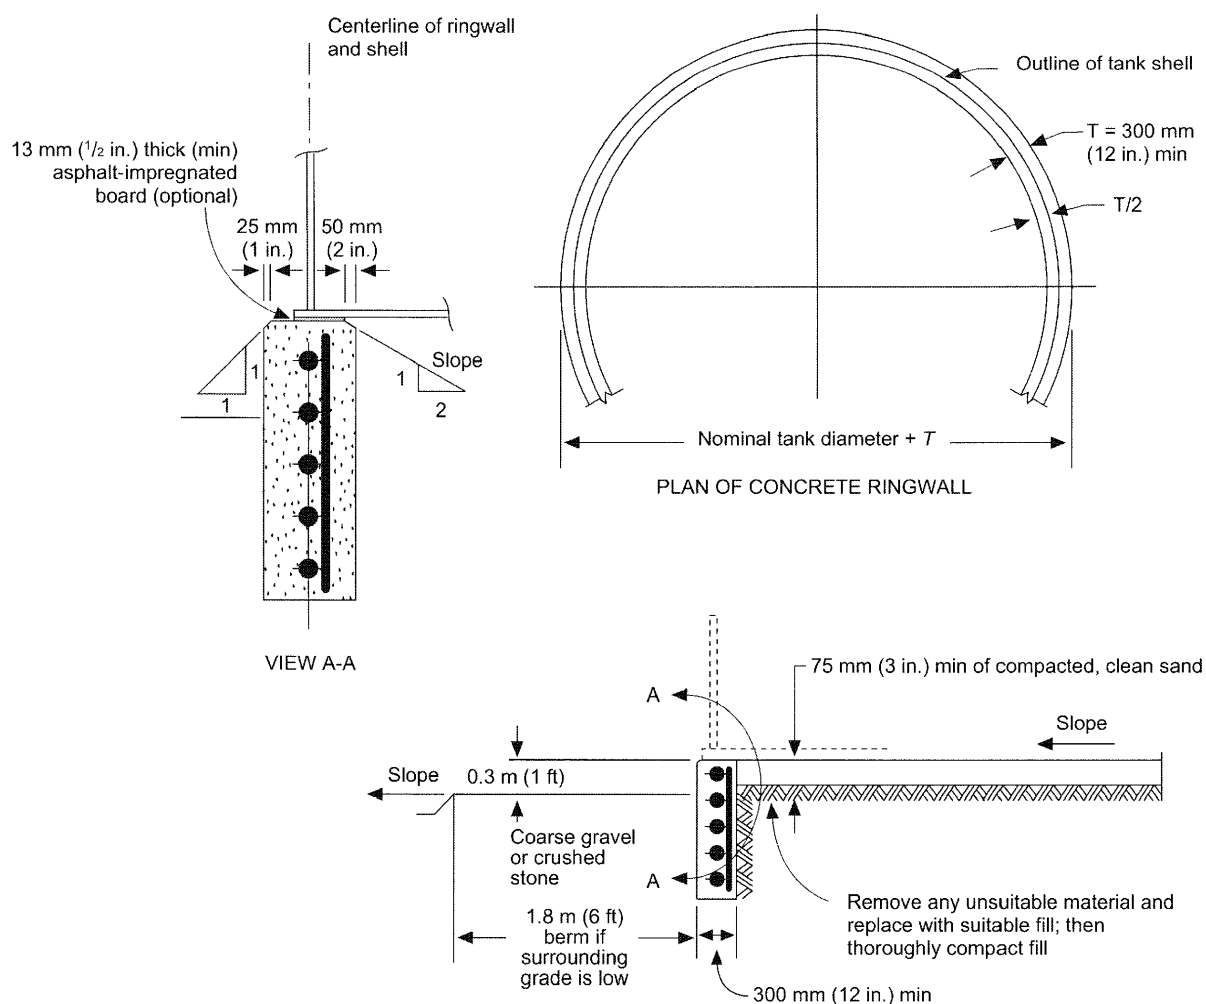 Centerline of ringwall
and shell
13 mm (1/2 in.) thick (min)
asphalt-impregnated
board (optional)
25 mm
(1 in.)
50 mm
(2 in.)
1
1
Slope
1
2
VIEW A-A
Outline of tank shell
T = 300 mm
(12 in.) min
T/2
Nominal tank diameter + T
PLAN OF CONCRETE RINGWALL
75 mm (3 in.) min of compacted, clean sand
A
Slope
Slope
0.3 m (1 ft)
Coarse gravel
or crushed
stone
A
1.8 m (6 ft)
berm if
surrounding
grade is low
Remove any unsuitable material and
replace with suitable fill; then
thoroughly compact fill
300 mm (12 in.) min